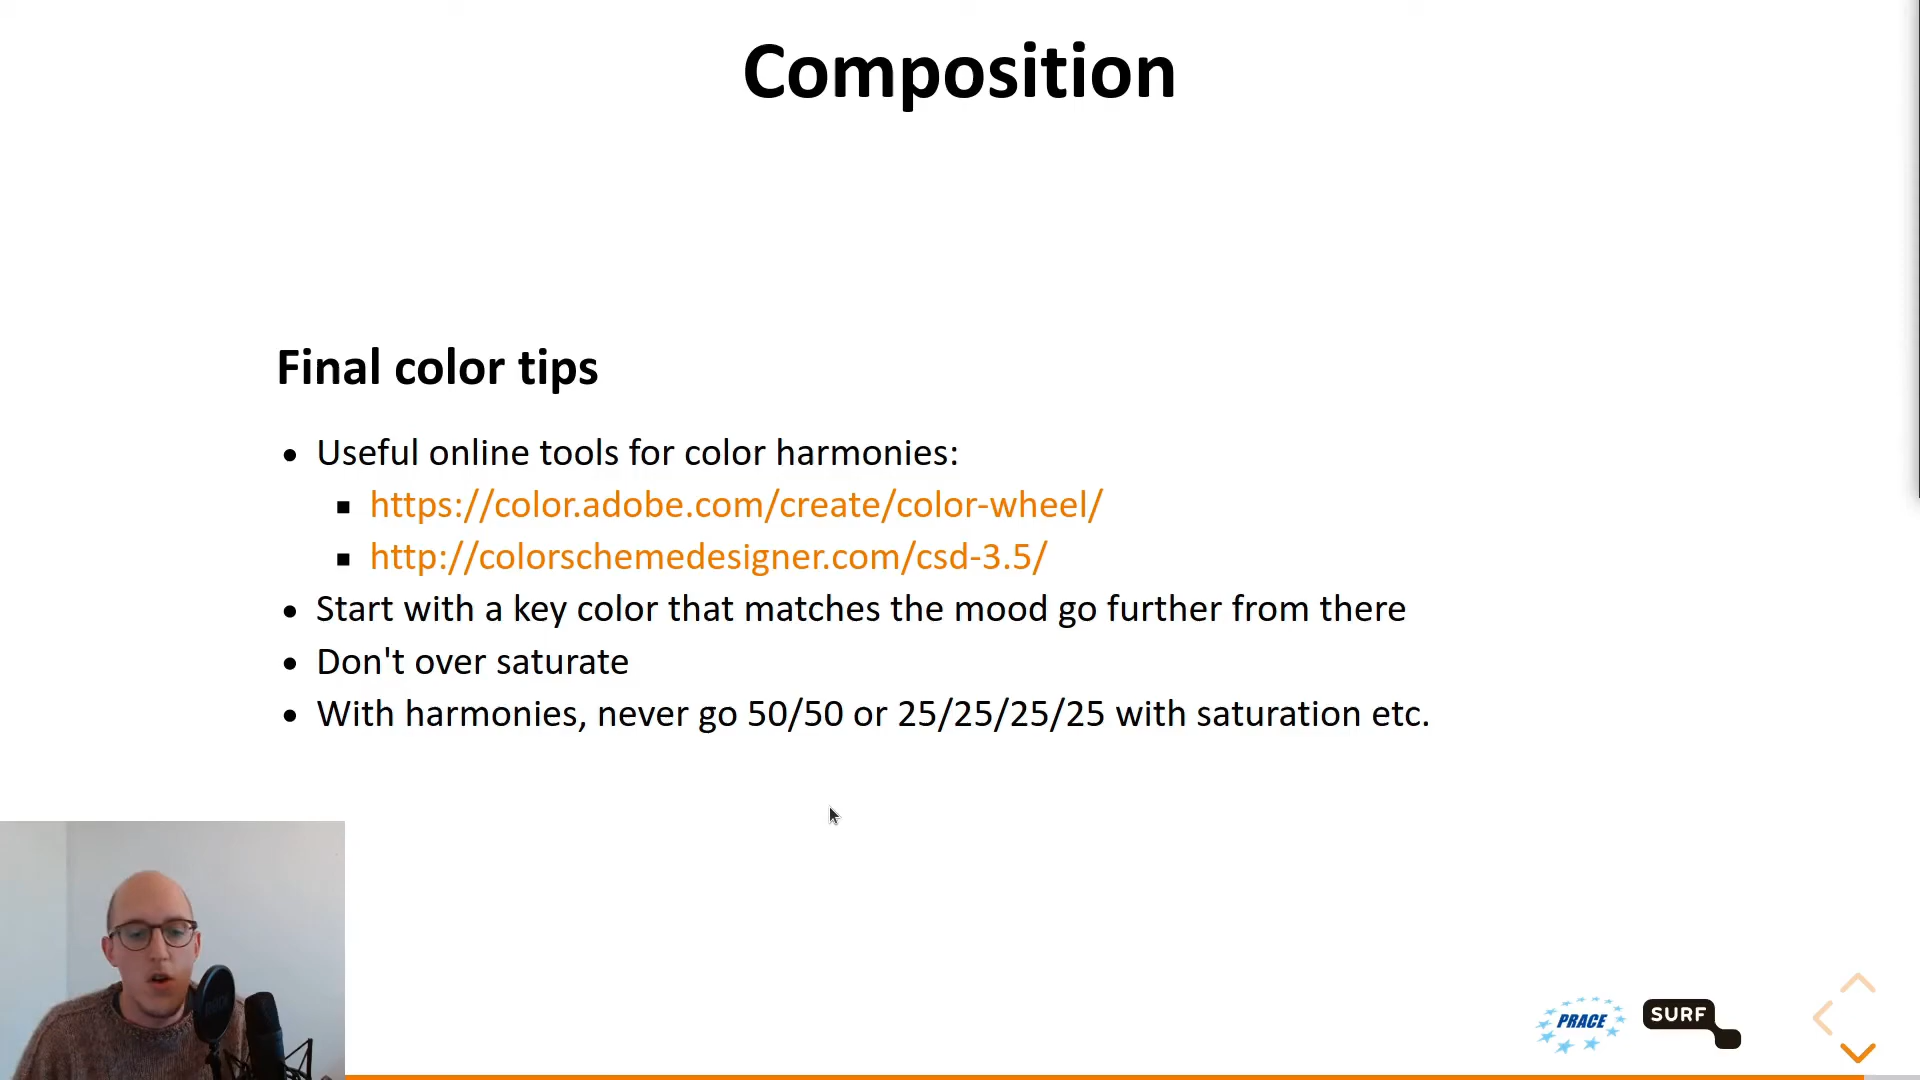 Composition
Final color tips
Useful online tools for color harmonies:
https://color.adobe.com/create/color-wheel/
http://colorschemedesigner.com/csd-3.5/
Start with a key color that matches the mood go further from there
Don't over saturate
With harmonies, never go 50/50 or 25/25/25/25 with saturation etc.
PRACE
SURF